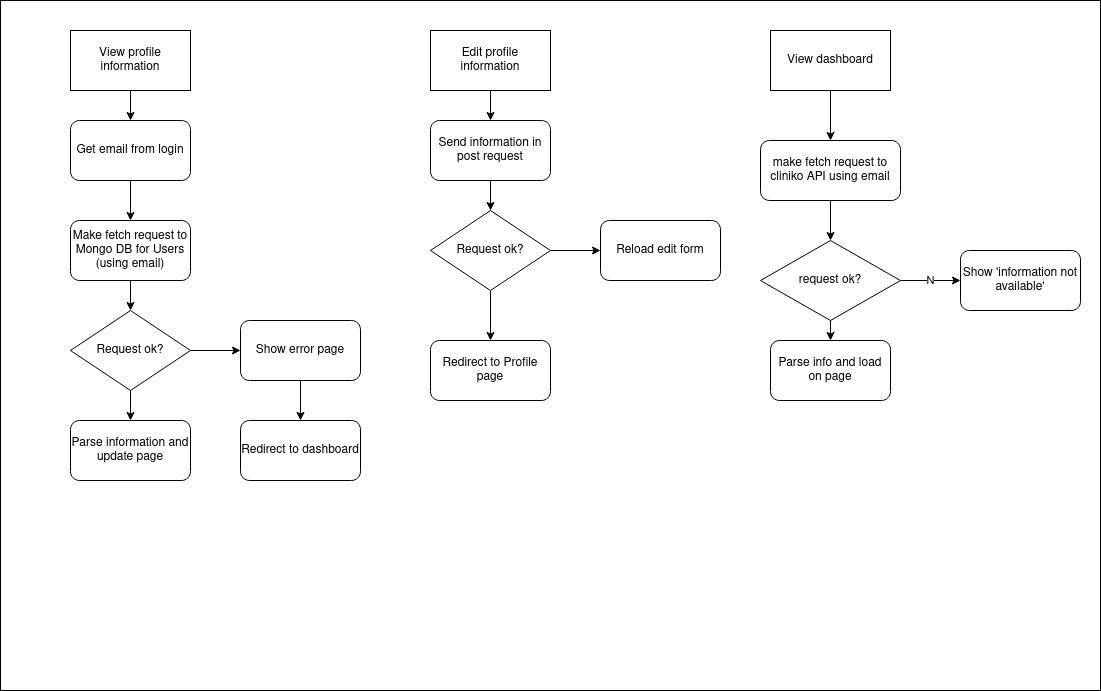 View profile
information
Get email from login
Make fetch request to
Mongo DB for Users
(using email)
Request ok?
Show error page
Parse information and
update page
Redirect to dashboard
Edit profile
information
Send information in
post request
Request ok?
Reload edit form
Redirect to Profile
page
View dashboard
make fetch request to
cliniko API using email
request ok?
N
Show 'information not
available'
Parse info and load
on page